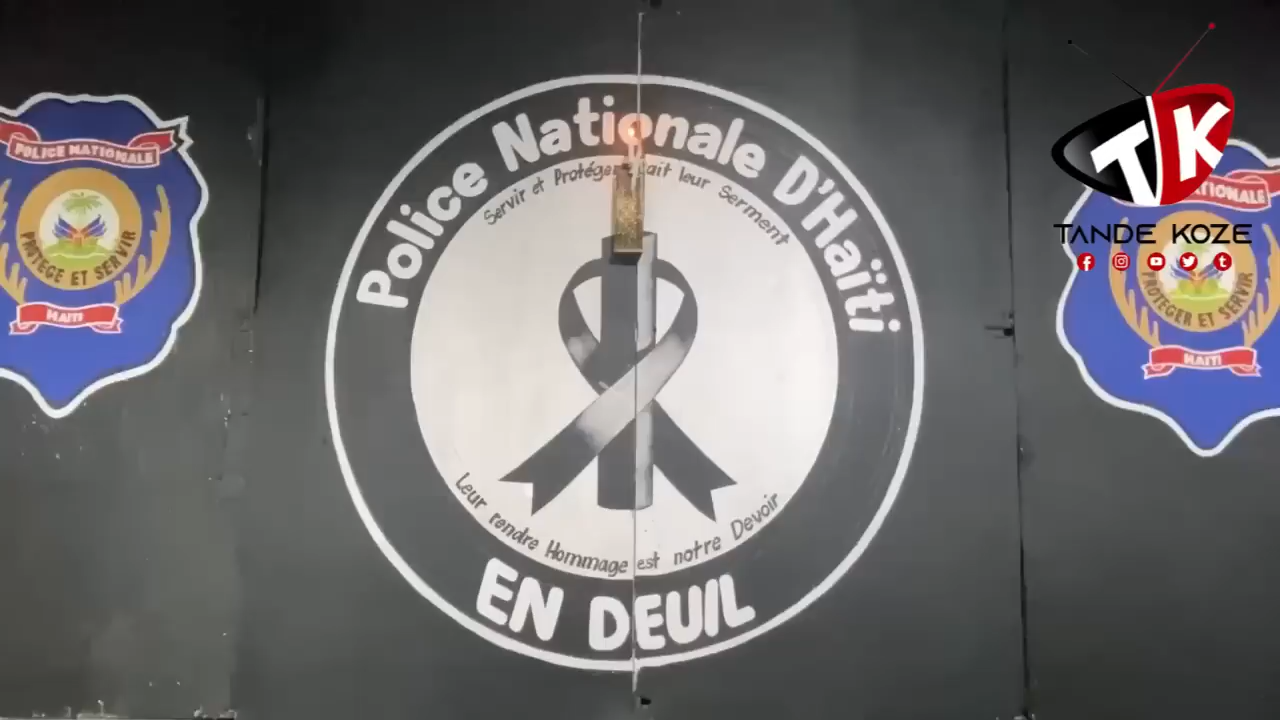 Police Nationale D'Haïti
Servir et Protéger était leur Serment
Leur rendre Hommage est notre Devoir
EN DEUIL
POLICE NATIONALE
PROTEGE ET SERVIR
HAITI
TK
TANDE KOZE
NATIONALE
PROTEGER ET SERVIR
HAITI